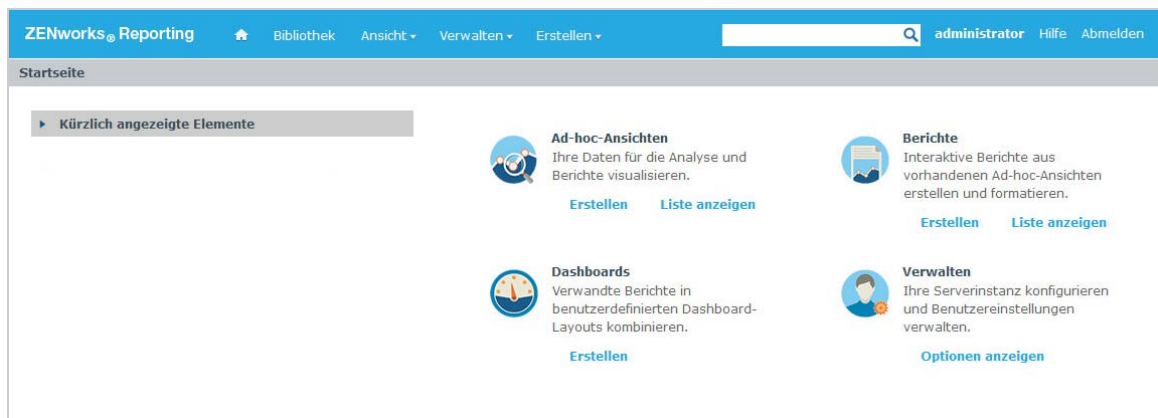 ZENworks® Reporting Bibliothek Ansicht Verwalten Erstellen administrator Hilfe Abmelden
Startseite
Kürzlich angezeigte Elemente
Ad-hoc-Ansichten
Ihre Daten für die Analyse und
Berichte visualisieren.
Erstellen Liste anzeigen
Berichte
Interaktive Berichte aus
vorhandenen Ad-hoc-Ansichten
erstellen und formatieren.
Erstellen Liste anzeigen
Dashboards
Verwandte Berichte in
benutzerdefinierten Dashboard-
Layouts kombinieren.
Erstellen
Verwalten
Ihre Serverinstanz konfigurieren
und Benutzereinstellungen
verwalten.
Optionen anzeigen